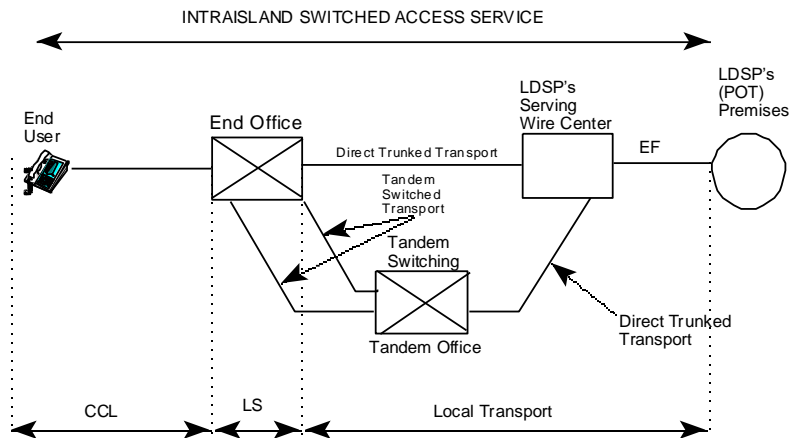 INTRAISLAND SWITCHED ACCESS SERVICE
LDSP's
(POT)
Premises
LDSP's
Serving
Wire Center
End
User
End Office
Direct Trunked Transport
EF
Tandem
Switched
Transport
Tandem
Switching
Tandem Office
Direct Trunked
Transport
CCL
LS
Local Transport